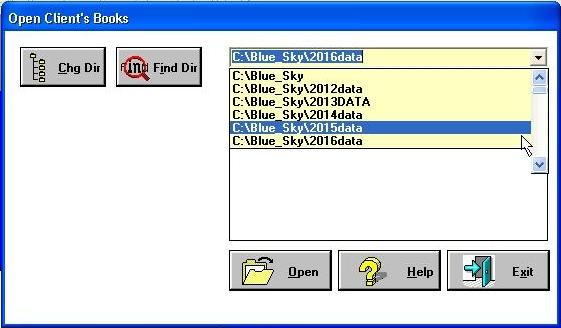 Open Client's Books
Chg Dir
Find Dir
C:\Blue_Sky\2016data
C:\Blue_Sky
C:\Blue_Sky\2012data
C:\Blue_Sky\2013DATA
C:\Blue_Sky\2014data
C:\Blue_Sky\2015data
C:\Blue_Sky\2016data
Open
Help
Exit